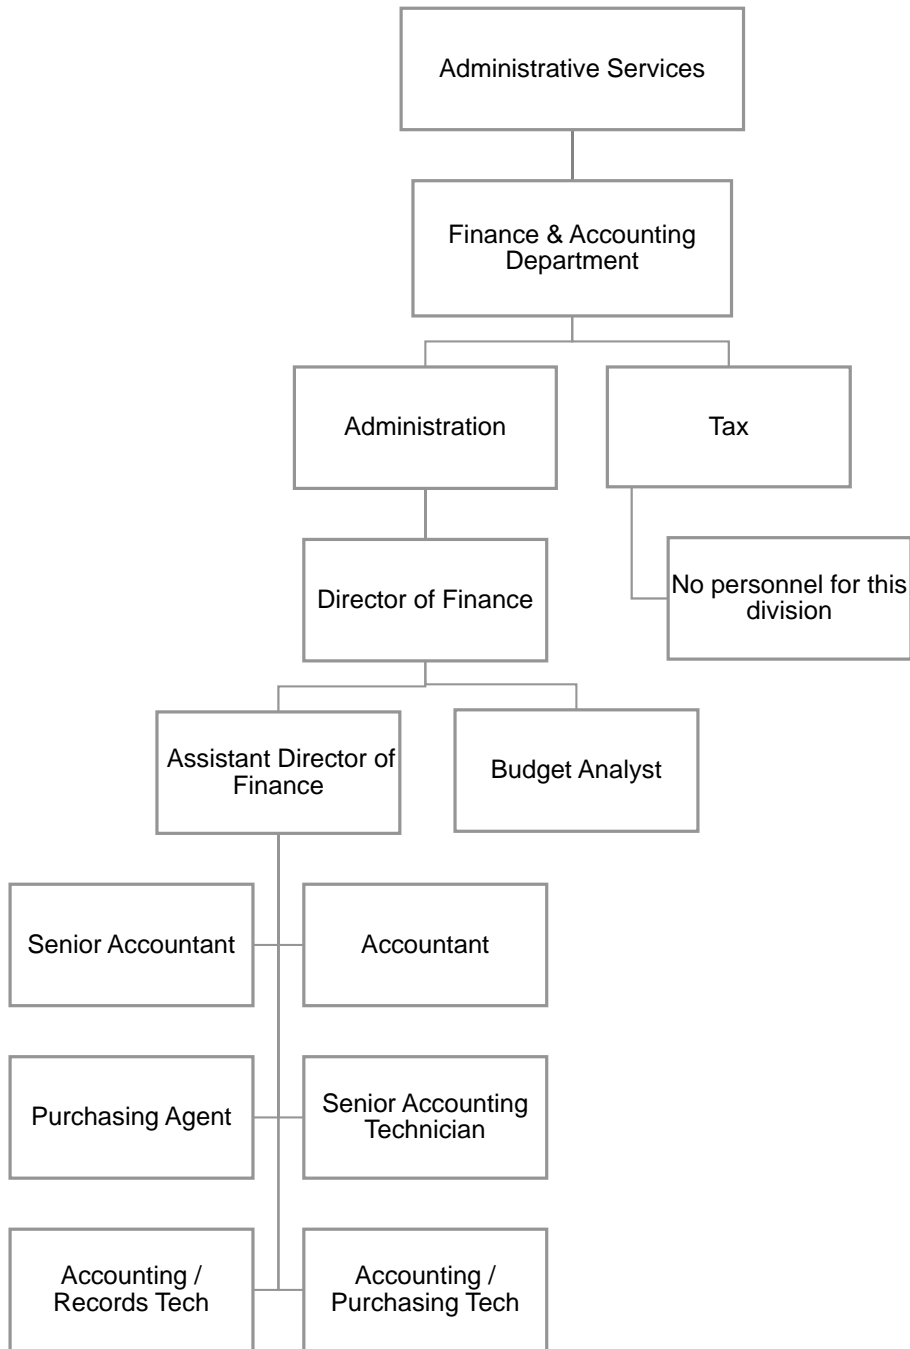 Administrative Services
Finance & Accounting
Department
Administration
Tax
Director of Finance
No personnel for this
division
Assistant Director of
Finance
Budget Analyst
Senior Accountant
Accountant
Purchasing Agent
Senior Accounting
Technician
Accounting /
Records Tech
Accounting /
Purchasing Tech